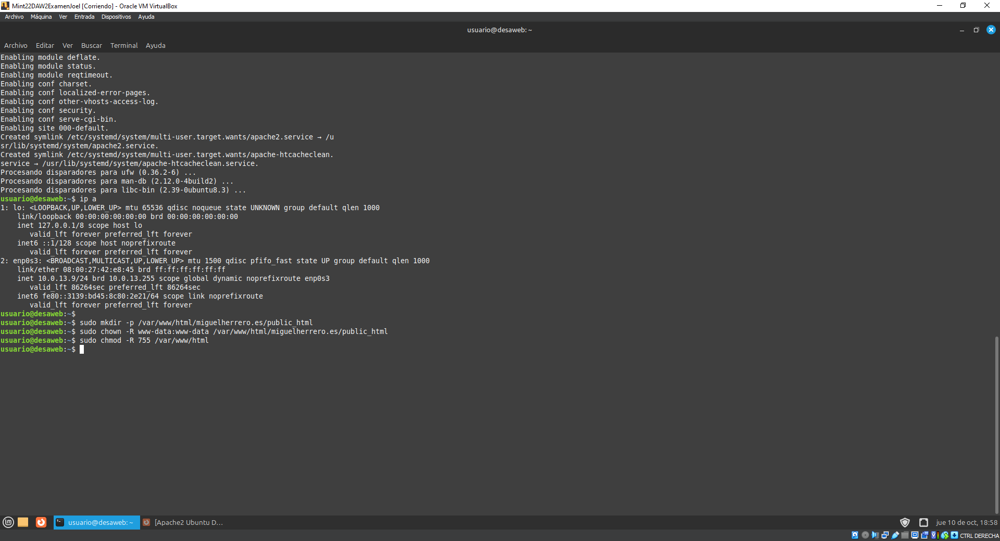 Mint22DAW2ExamenJoel [Corriendo] - Oracle VM VirtualBox
Archivo Máquina Ver Entrada Dispositivos Ayuda
usuario@desaweb: ~
Archivo Editar Ver Buscar Terminal Ayuda
Enabling module deflate.
Enabling module status.
Enabling module reqtimeout.
Enabling conf charset.
Enabling conf localized-error-pages.
Enabling conf other-vhosts-access-log.
Enabling conf security.
Enabling conf serve-cgi-bin.
Enabling site 000-default.
Created symlink /etc/systemd/system/multi-user.target.wants/apache2.service → /u
sr/lib/systemd/system/apache2.service.
Created symlink /etc/systemd/system/multi-user.target.wants/apache-htcacheclean.
service → /usr/lib/systemd/system/apache-htcacheclean.service.
Procesando disparadores para ufw (0.36.2-6) ...
Procesando disparadores para man-db (2.12.0-4build2) ...
Procesando disparadores para libc-bin (2.39-0ubuntu8.3) ...
usuario@desaweb:~$ ip a
1: lo: <LOOPBACK,UP,LOWER_UP> mtu 65536 qdisc noqueue state UNKNOWN group default qlen 1000
    link/loopback 00:00:00:00:00:00 brd 00:00:00:00:00:00
    inet 127.0.0.1/8 scope host lo
       valid_lft forever preferred_lft forever
    inet6 ::1/128 scope host noprefixroute
       valid_lft forever preferred_lft forever
2: enp0s3: <BROADCAST,MULTICAST,UP,LOWER_UP> mtu 1500 qdisc pfifo_fast state UP group default qlen 1000
    link/ether 08:00:27:42:e8:45 brd ff:ff:ff:ff:ff:ff
    inet 10.0.13.9/24 brd 10.0.13.255 scope global dynamic noprefixroute enp0s3
       valid_lft 86264sec preferred_lft 86264sec
    inet6 fe80::3139:bd45:8c80:2e21/64 scope link noprefixroute
       valid_lft forever preferred_lft forever
usuario@desaweb:~$
usuario@desaweb:~$ sudo mkdir -p /var/www/html/miguelherrero.es/public_html
usuario@desaweb:~$ sudo chown -R www-data:www-data /var/www/html/miguelherrero.es/public_html
usuario@desaweb:~$ sudo chmod -R 755 /var/www/html
usuario@desaweb:~$
usuario@desaweb: ~ [Apache2 Ubuntu D... jue 10 de oct, 18:58
CTRL DERECHA